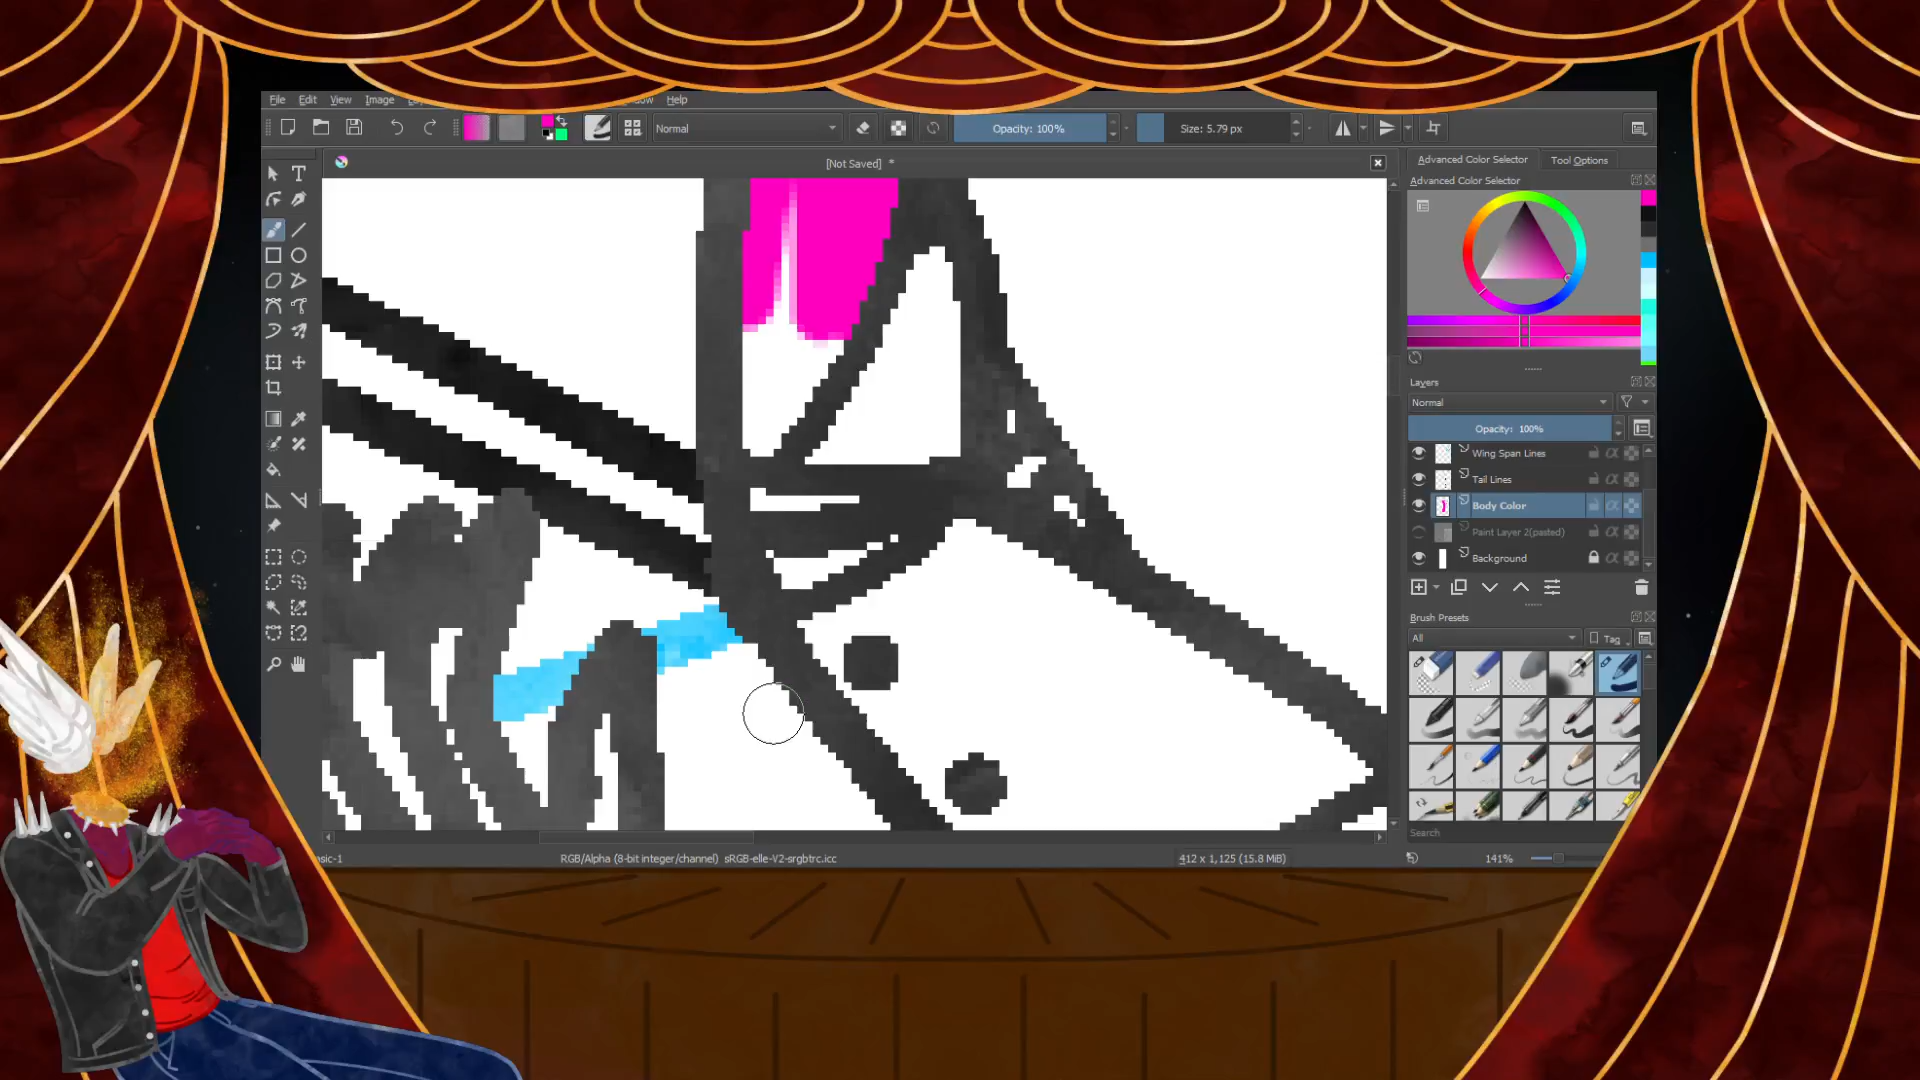 File Edit View Image Help
Normal
Opacity: 100%
Size: 5.79 px
[Not Saved] *
Advanced Color Selector
Tool Options
Advanced Color Selector
Layers
Normal
Opacity: 100%
Wing Span Lines
Tail Lines
Body Color
Paint Layer 2(pasted)
Background
Brush Presets
All
Tag
Search
RGB/Alpha (8-bit integer/channel) sRGB-elle-V2-srgbtrc.icc
412 x 1,125 (15.8 MiB)
141%